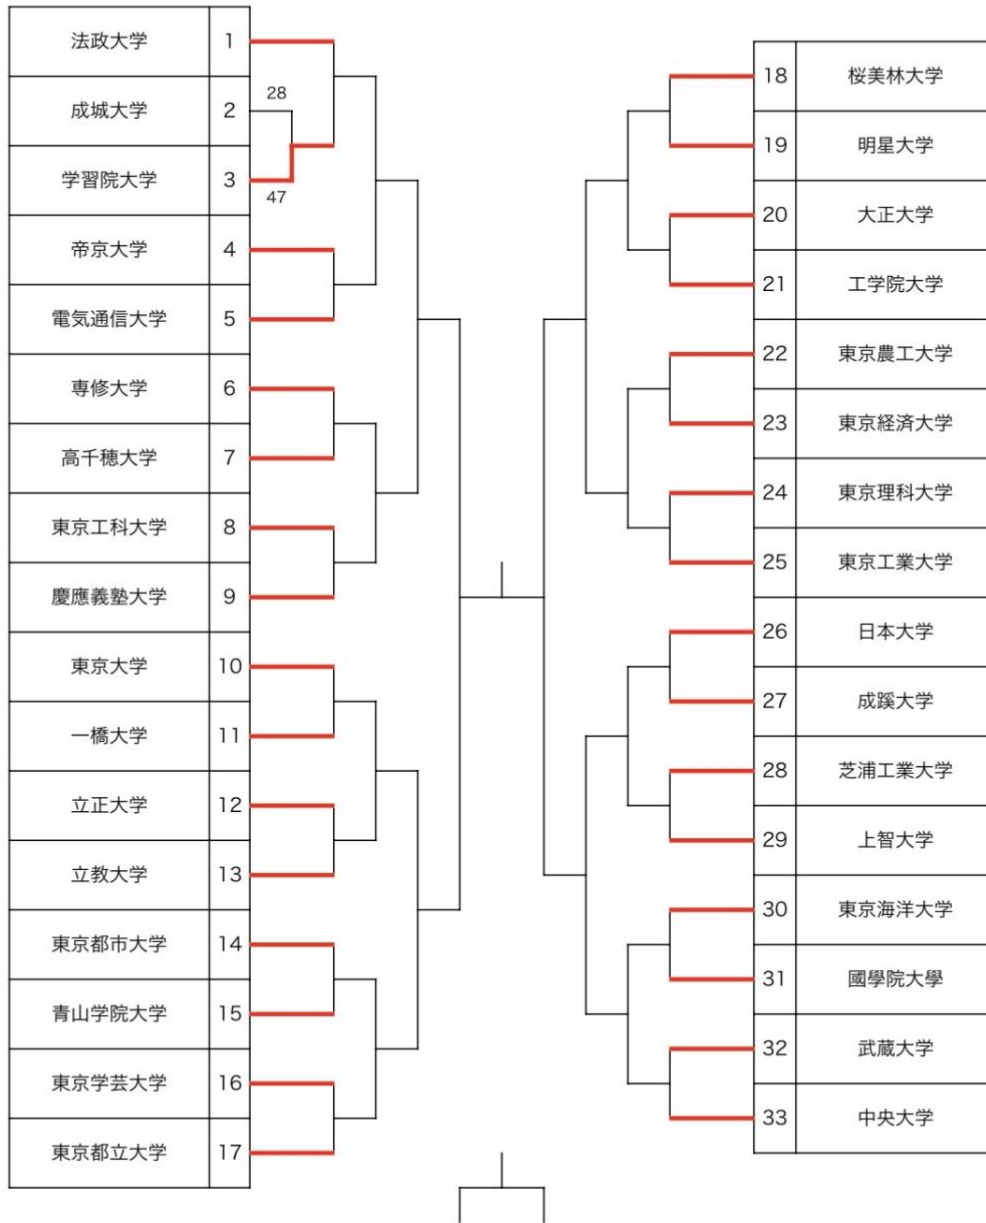 法政大学 1
成城大学 2 28
学習院大学 3 47
帝京大学 4
電気通信大学 5
専修大学 6
高千穂大学 7
東京工科大学 8
慶應義塾大学 9
東京大学 10
一橋大学 11
立正大学 12
立教大学 13
東京都市大学 14
青山学院大学 15
東京学芸大学 16
東京都立大学 17
18 桜美林大学
19 明星大学
20 大正大学
21 工学院大学
22 東京農工大学
23 東京経済大学
24 東京理科大学
25 東京工業大学
26 日本大学
27 成蹊大学
28 芝浦工業大学
29 上智大学
30 東京海洋大学
31 國學院大學
32 武蔵大学
33 中央大学